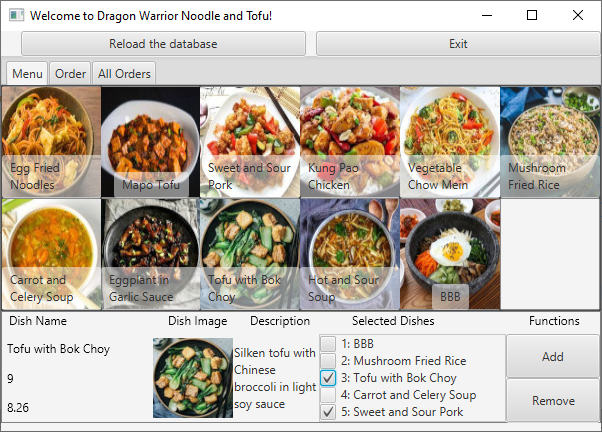 Welcome to Dragon Warrior Noodle and Tofu!
Reload the database
Exit
Menu
Order
All Orders
Egg Fried
Noodles
Mapo Tofu
Sweet and Sour
Pork
Kung Pao
Chicken
Vegetable
Chow Mein
Mushroom
Fried Rice
Carrot and
Celery Soup
Eggplant in
Garlic Sauce
Tofu with Bok
Choy
Hot and Sour
Soup
BBB
Dish Name
Dish Image
Description
Selected Dishes
Functions
Tofu with Bok Choy
9
8.26
Silken tofu with
Chinese
broccoli in light
soy sauce
1: BBB
2: Mushroom Fried Rice
3: Tofu with Bok Choy
4: Carrot and Celery Soup
5: Sweet and Sour Pork
Add
Remove